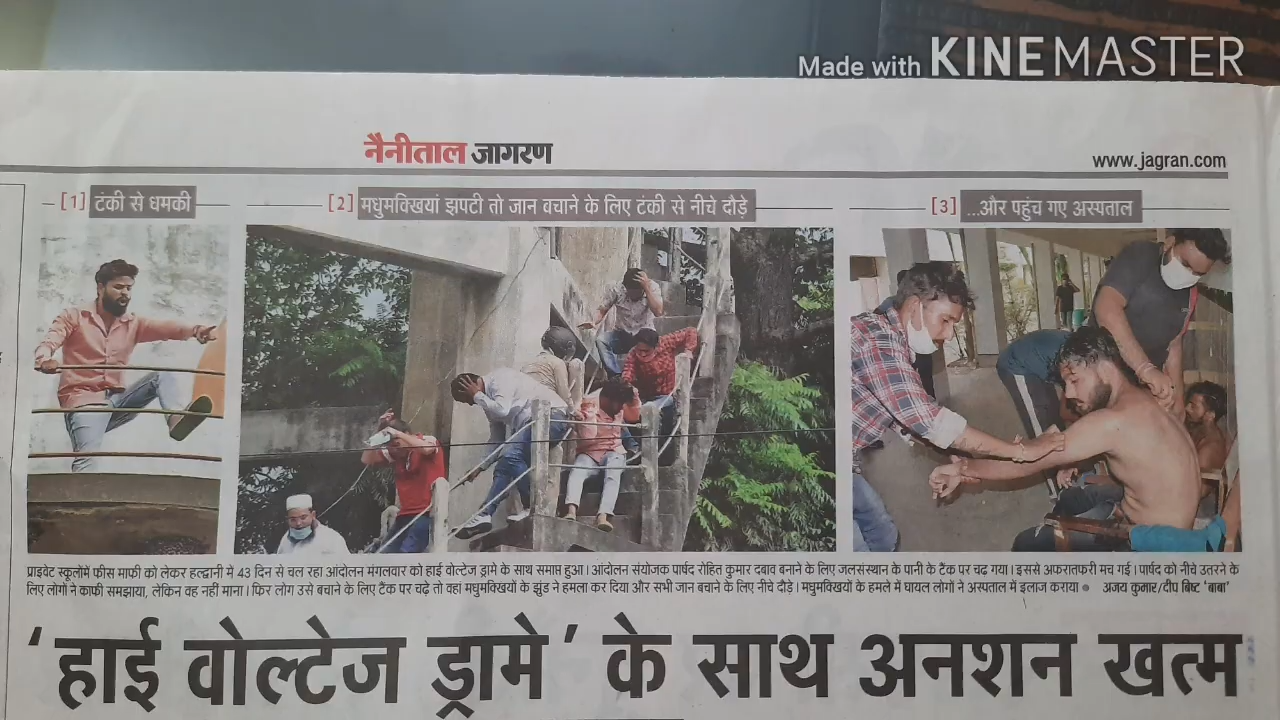 Made with KINEMASTER
नैनीताल जागरण
www.jagran.com
[1] टंकी से धमकी
[2] मधुमक्खियां झपटी तो जान बचाने के लिए टंकी से नीचे दौड़े
[3] ...और पहुंच गए अस्पताल
प्राइवेट स्कूलोंमें फीस माफी को लेकर हल्द्वानी में 43 दिन से चल रहा आंदोलन मंगलवार को हाई वोल्टेज ड्रामे के साथ समाप्त हुआ। आंदोलन संयोजक पार्षद रोहित कुमार दबाव बनाने के लिए जलसंस्थान के पानी के टैंक पर चढ़ गया। इससे अफरातफरी मच गई। पार्षद को नीचे उतरने के
लिए लोगों ने काफी समझाया, लेकिन वह नहीं माना। फिर लोग उसे बचाने के लिए टैंक पर चढ़े तो वहां मधुमक्खियों के झुंड ने हमला कर दिया और सभी जान बचाने के लिए नीचे दौड़े। मधुमक्खियों के हमले में घायल लोगों ने अस्पताल में इलाज कराया ● अजय कुमार/दीप बिष्ट 'बाबा'
'हाई वोल्टेज ड्रामे' के साथ अनशन खत्म